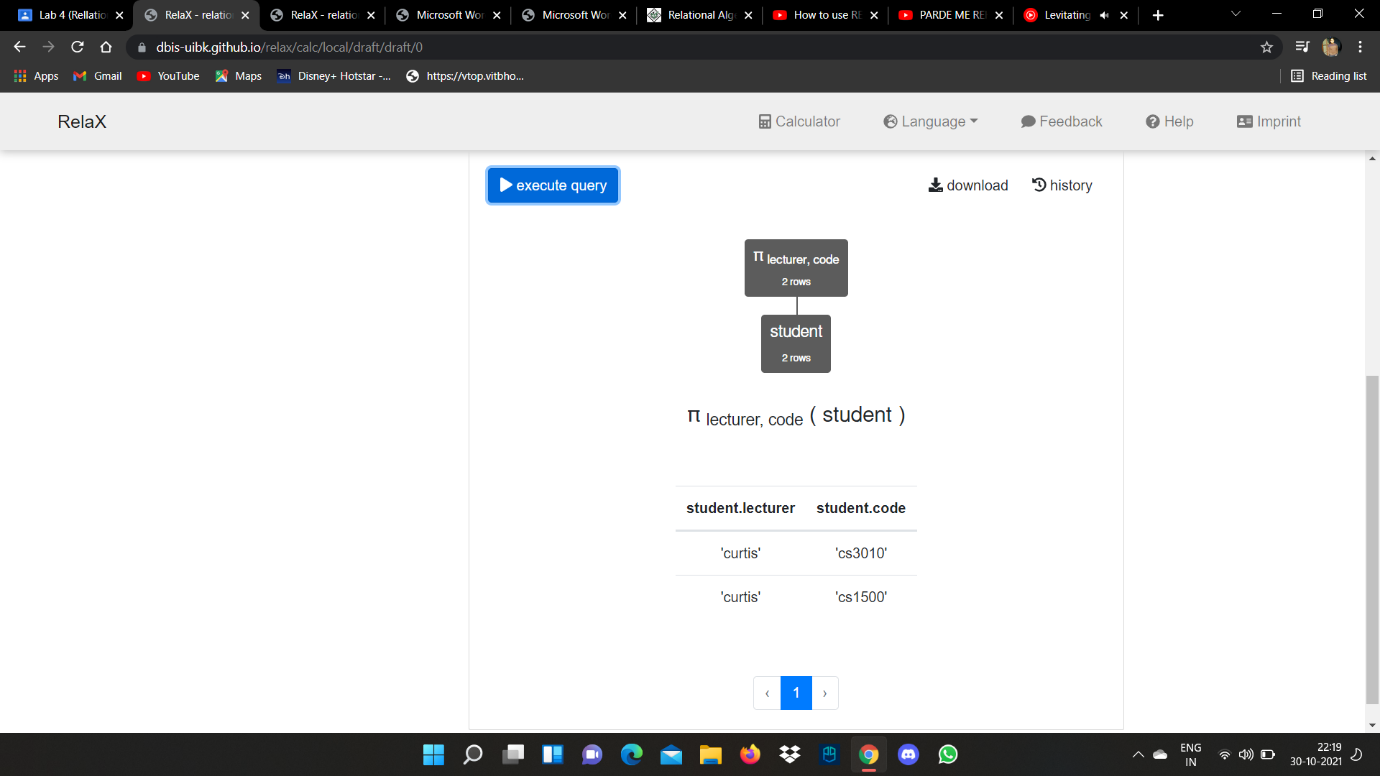 Lab 4 (Rellatio
RelaX - relatio
RelaX - relatio
Microsoft Wor
Microsoft Wor
Relational Alg
How to use RE
PARDE ME REI
Levitating
dbis-uibk.github.io/relax/calc/local/draft/draft/0
Apps
Gmail
YouTube
Maps
Disney+ Hotstar -...
https://vtop.vitbho...
Reading list
RelaX
Calculator
Language
Feedback
Help
Imprint
execute query
download
history
π lecturer, code
2 rows
student
2 rows
π lecturer, code ( student )
student.lecturer student.code
'curtis' 'cs3010'
'curtis' 'cs1500'
‹ 1 ›
ENG
IN
22:19
30-10-2021